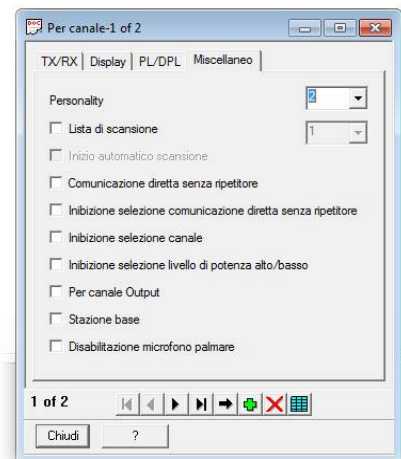 Per canale-1 of 2
TX/RX Display PL/DPL Miscellaneo
Personality 2
Lista di scansione 1
Inizio automatico scansione
Comunicazione diretta senza ripetitore
Inibizione selezione comunicazione diretta senza ripetitore
Inibizione selezione canale
Inibizione selezione livello di potenza alto/basso
Per canale Output
Stazione base
Disabilitazione microfono palmare
1 of 2
Chiudi ?